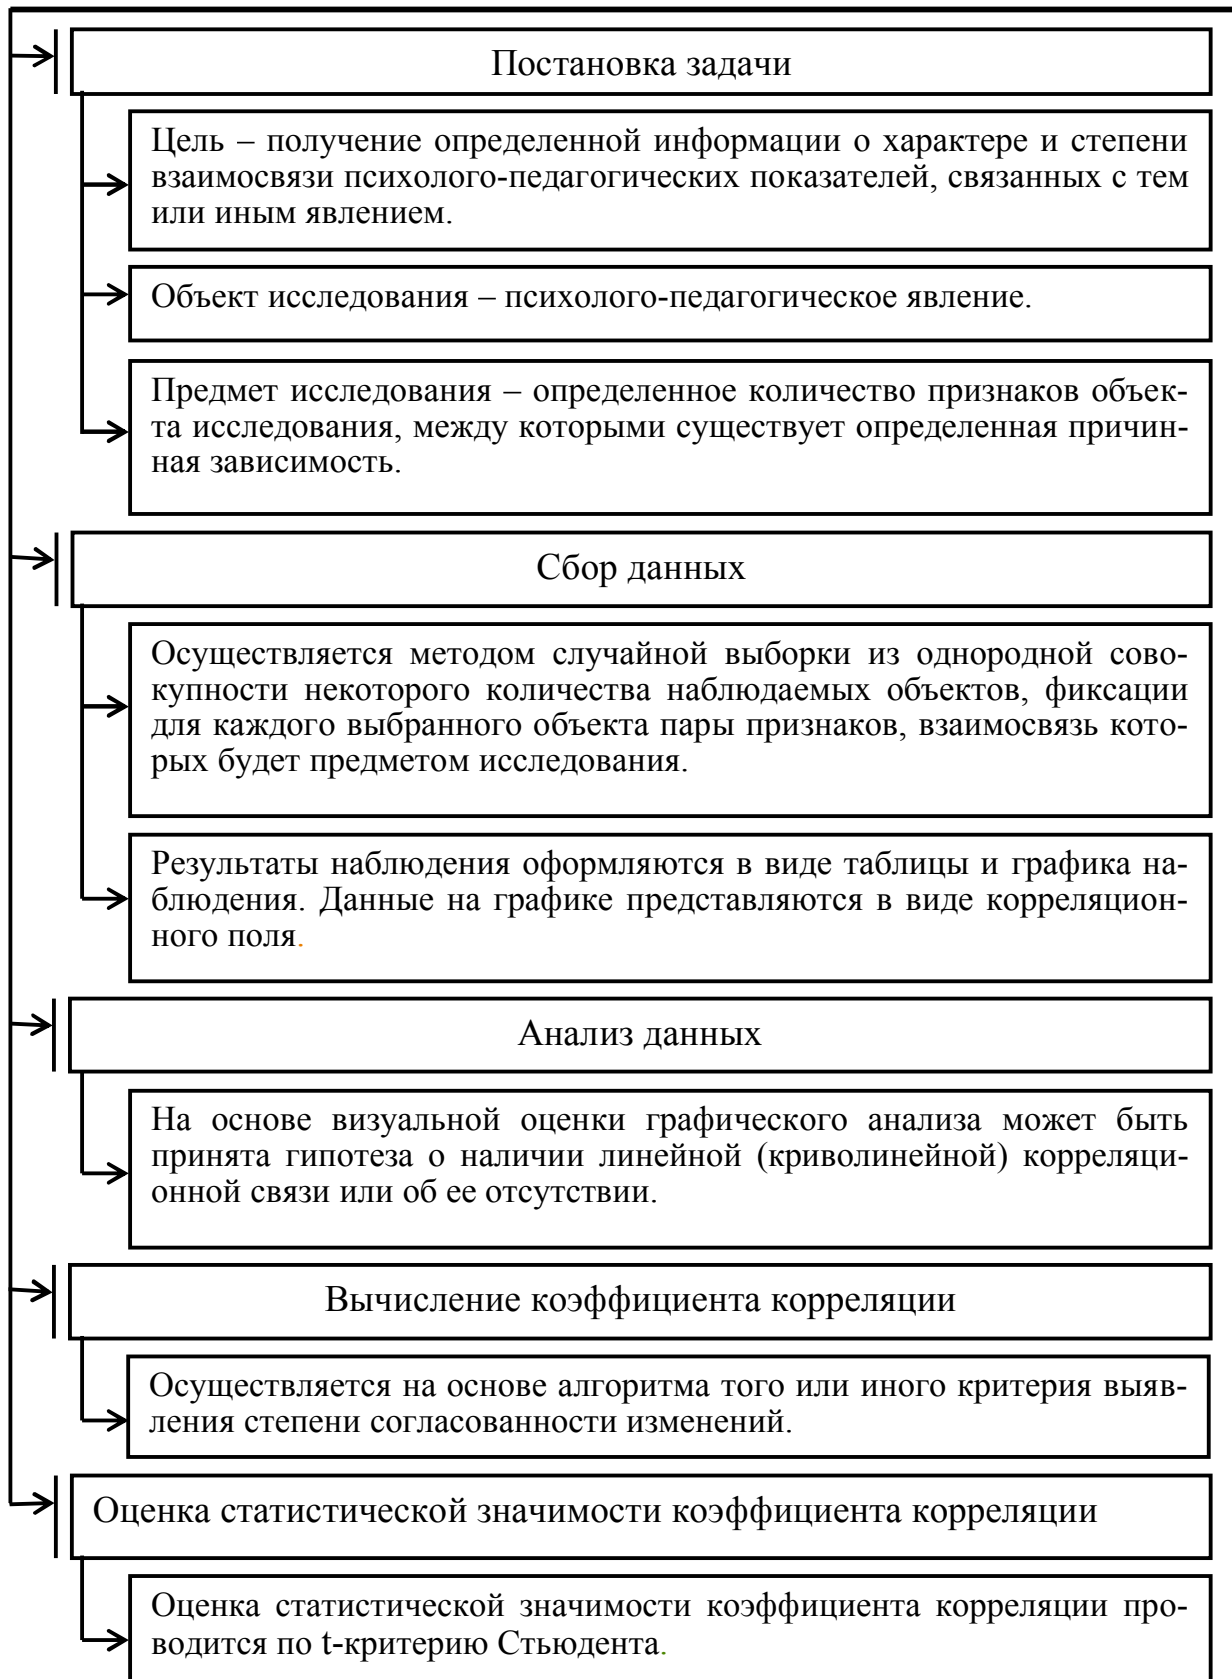 Постановка задачи
Цель – получение определенной информации о характере и степени
взаимосвязи психолого-педагогических показателей, связанных с тем
или иным явлением.
Объект исследования – психолого-педагогическое явление.
Предмет исследования – определенное количество признаков объек-
та исследования, между которыми существует определенная причин-
ная зависимость.
Сбор данных
Осуществляется методом случайной выборки из однородной сово-
купности некоторого количества наблюдаемых объектов, фиксации
для каждого выбранного объекта пары признаков, взаимосвязь кото-
рых будет предметом исследования.
Результаты наблюдения оформляются в виде таблицы и графика на-
блюдения. Данные на графике представляются в виде корреляцион-
ного поля.
Анализ данных
На основе визуальной оценки графического анализа может быть
принята гипотеза о наличии линейной (криволинейной) корреляци-
онной связи или об ее отсутствии.
Вычисление коэффициента корреляции
Осуществляется на основе алгоритма того или иного критерия выяв-
ления степени согласованности изменений.
Оценка статистической значимости коэффициента корреляции
Оценка статистической значимости коэффициента корреляции про-
водится по t-критерию Стьюдента.